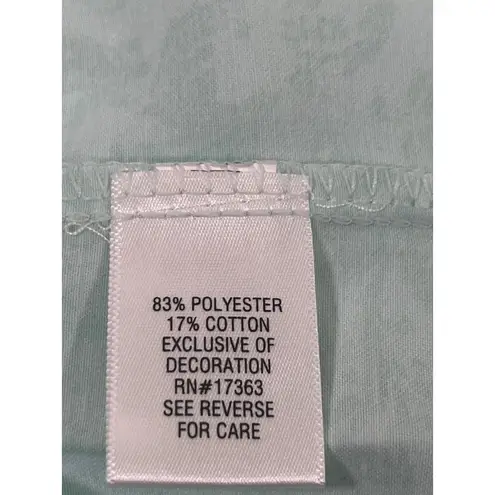 83% POLYESTER
17% COTTON
EXCLUSIVE OF
DECORATION
RN#17363
SEE REVERSE
FOR CARE